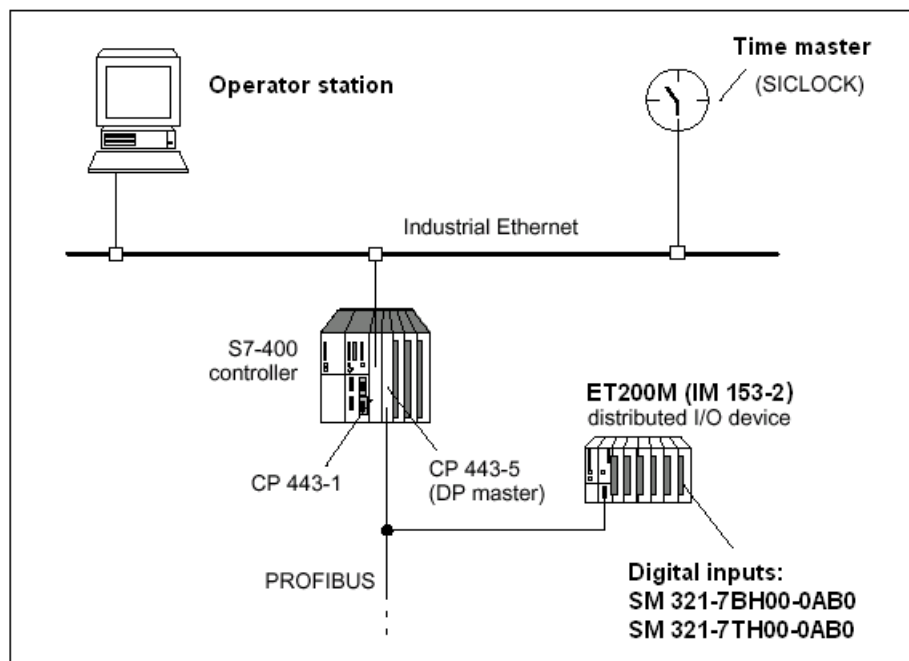 Operator station
Time master
(SICLOCK)
Industrial Ethernet
S7-400
controller
CP 443-1
CP 443-5
(DP master)
ET200M (IM 153-2)
distributed I/O device
PROFIBUS
Digital inputs:
SM 321-7BH00-0AB0
SM 321-7TH00-0AB0